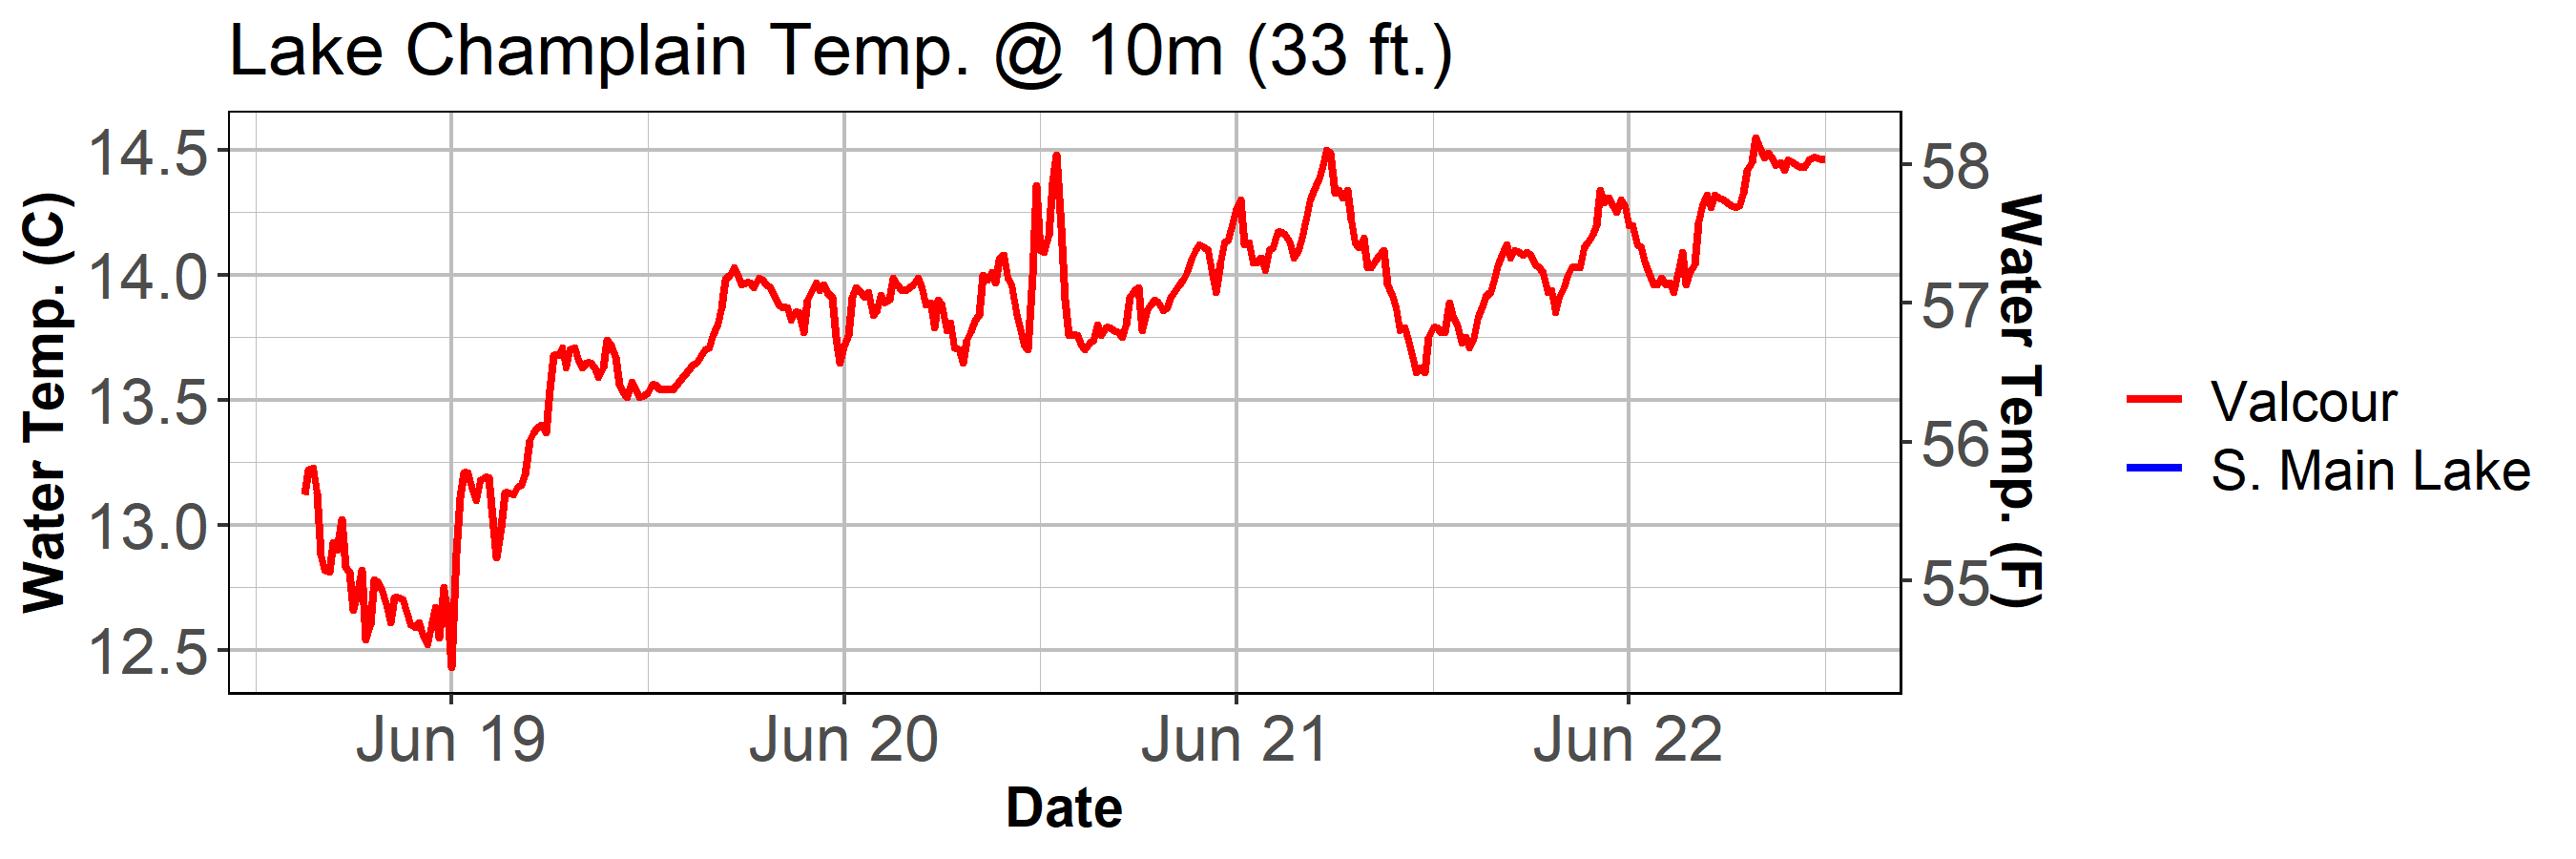 Lake Champlain Temp. @ 10m (33 ft.)
Water Temp. (C)
14.5
14.0
13.5
13.0
12.5
58
57
56
55
Water Temp. (F)
Jun 19
Jun 20
Jun 21
Jun 22
Date
Valcour
S. Main Lake